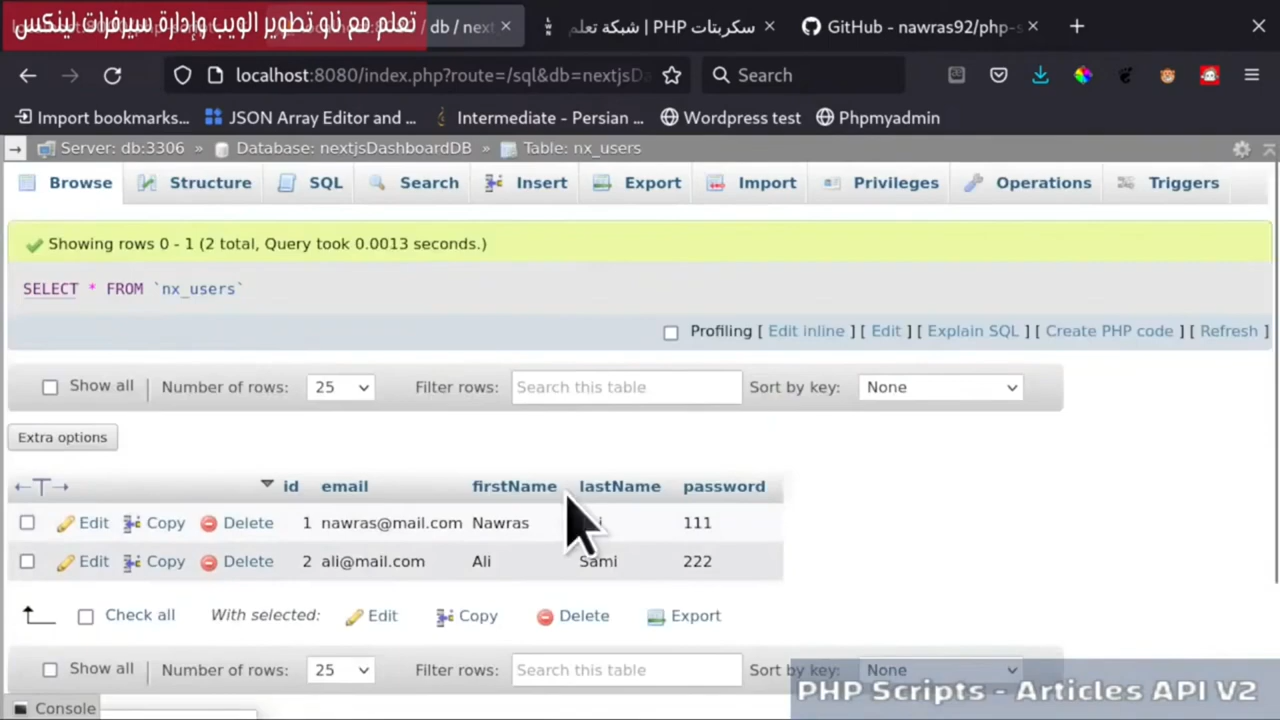 تعلم مع ناو تطوير الويب وإدارة سيرفرات لينكس
/ db / next
سكربتات PHP | شبكة تعلم
GitHub - nawras92/php-s
localhost:8080/index.php?route=/sql&db=nextjsDa
Search
Import bookmarks...
JSON Array Editor and ...
Intermediate - Persian ...
Wordpress test
Phpmyadmin
Server: db:3306 » Database: nextjsDashboardDB » Table: nx_users
Browse Structure SQL Search Insert Export Import Privileges Operations Triggers
Showing rows 0 - 1 (2 total, Query took 0.0013 seconds.)
SELECT * FROM `nx_users`
Profiling [ Edit inline ] [ Edit ] [ Explain SQL ] [ Create PHP code ] [ Refresh ]
Show all Number of rows: 25 Filter rows: Search this table Sort by key: None
Extra options
id email firstName lastName password
Edit Copy Delete 1 nawras@mail.com Nawras 111
Edit Copy Delete 2 ali@mail.com Ali Sami 222
Check all With selected: Edit Copy Delete Export
Show all Number of rows: 25 Filter rows: Search this table Sort by key: None
PHP Scripts - Articles API V2
Console